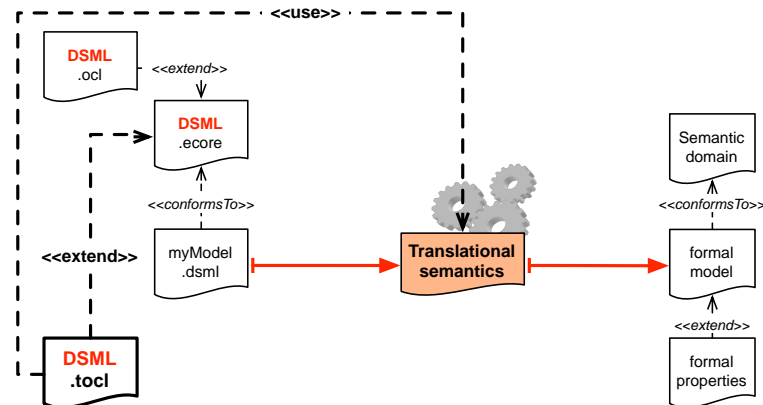 <<use>>
DSML
.ocl
<<extend>>
DSML
.ecore
Semantic
domain
<<conformsTo>>
<<conformsTo>>
<<extend>>
myModel
.dsml
Translational
semantics
formal
model
<<extend>>
DSML
.tocl
formal
properties